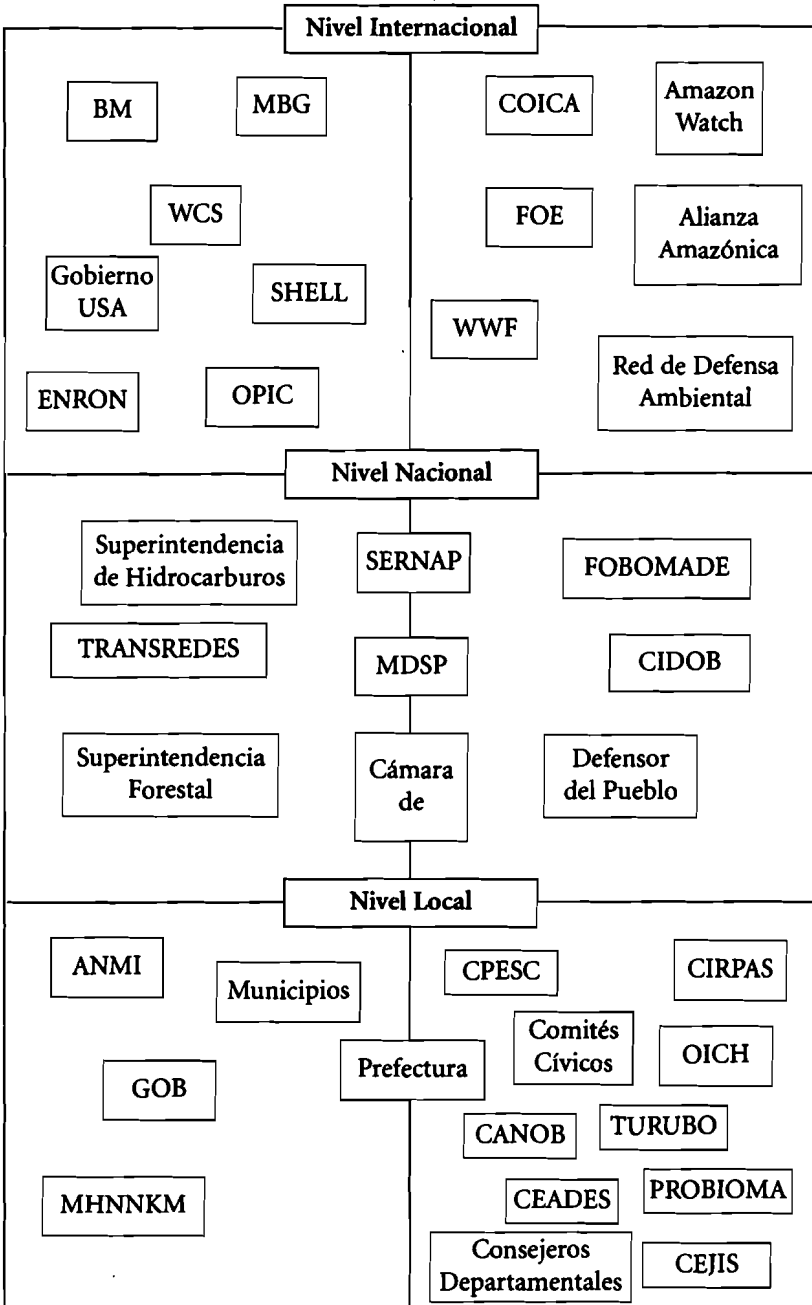 Nivel Internacional
BM
MBG
COICA
Amazon
Watch
WCS
FOE
Alianza
Amazónica
Gobierno
USA
SHELL
WWF
Red de Defensa
Ambiental
ENRON
OPIC
Nivel Nacional
Superintendencia
de Hidrocarburos
SERNAP
FOBOMADE
TRANSREDES
MDSP
CIDOB
Superintendencia
Forestal
Cámara
de
Defensor
del Pueblo
Nivel Local
ANMI
Municipios
CPESC
CIRPAS
Prefectura
Comités
Cívicos
OICH
GOB
CANOB
TURUBO
MHNNKM
CEADES
PROBIOMA
Consejeros
Departamentales
CEJIS